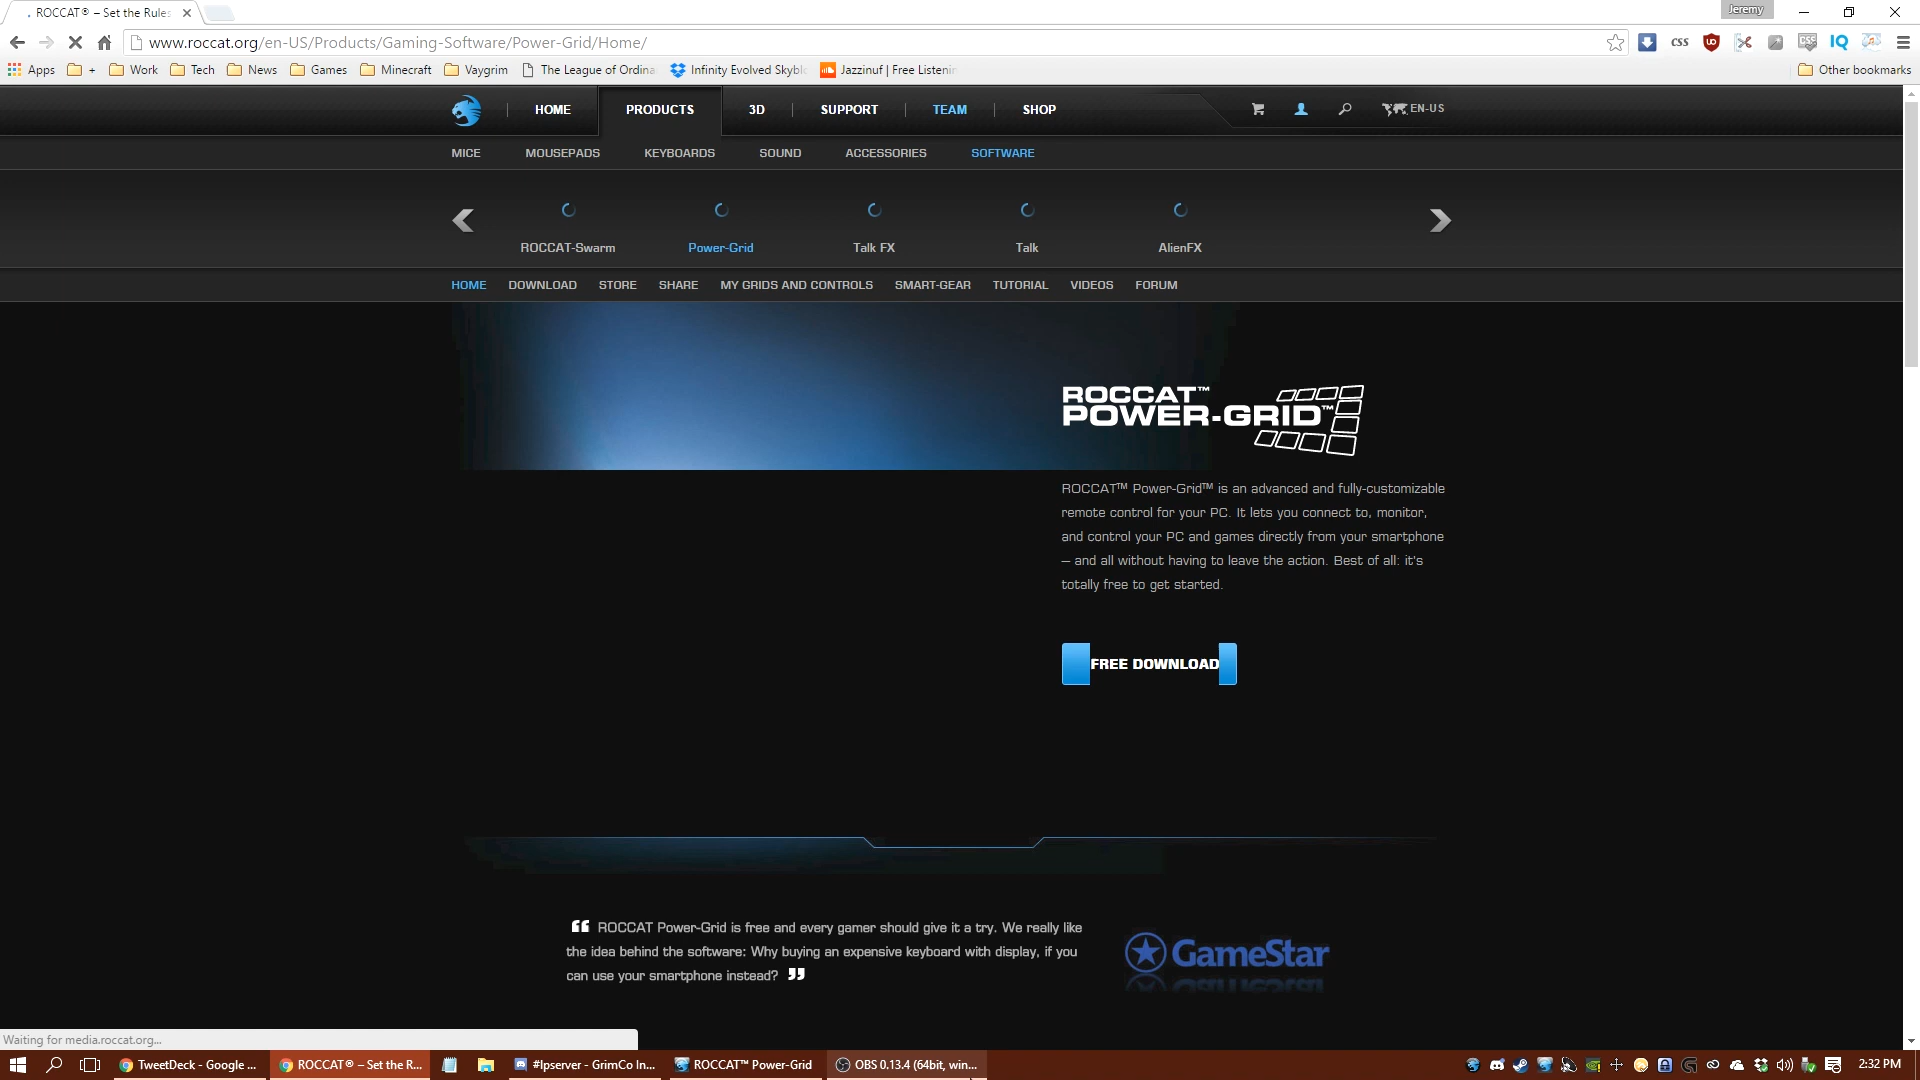 ROCCAT® – Set the Rules
Jeremy
www.roccat.org/en-US/Products/Gaming-Software/Power-Grid/Home/
css
IQ
Apps + Work Tech News Games Minecraft Vaygrim The League of Ordina Infinity Evolved Skybl Jazzinuf | Free Listenin Other bookmarks
HOME PRODUCTS 3D SUPPORT TEAM SHOP EN-US
MICE MOUSEPADS KEYBOARDS SOUND ACCESSORIES SOFTWARE
ROCCAT-Swarm Power-Grid Talk FX Talk AlienFX
HOME DOWNLOAD STORE SHARE MY GRIDS AND CONTROLS SMART-GEAR TUTORIAL VIDEOS FORUM
ROCCAT™
POWER-GRID™
ROCCAT™ Power-Grid™ is an advanced and fully-customizable
remote control for your PC. It lets you connect to, monitor,
and control your PC and games directly from your smartphone
– and all without having to leave the action. Best of all: it's
totally free to get started.
FREE DOWNLOAD
❝ ROCCAT Power-Grid is free and every gamer should give it a try. We really like
the idea behind the software: Why buying an expensive keyboard with display, if you
can use your smartphone instead? ❞
GameStar
Waiting for media.roccat.org...
TweetDeck - Google ... ROCCAT® – Set the R... #lpserver - GrimCo In... ROCCAT™ Power-Grid OBS 0.13.4 (64bit, win... 2:32 PM